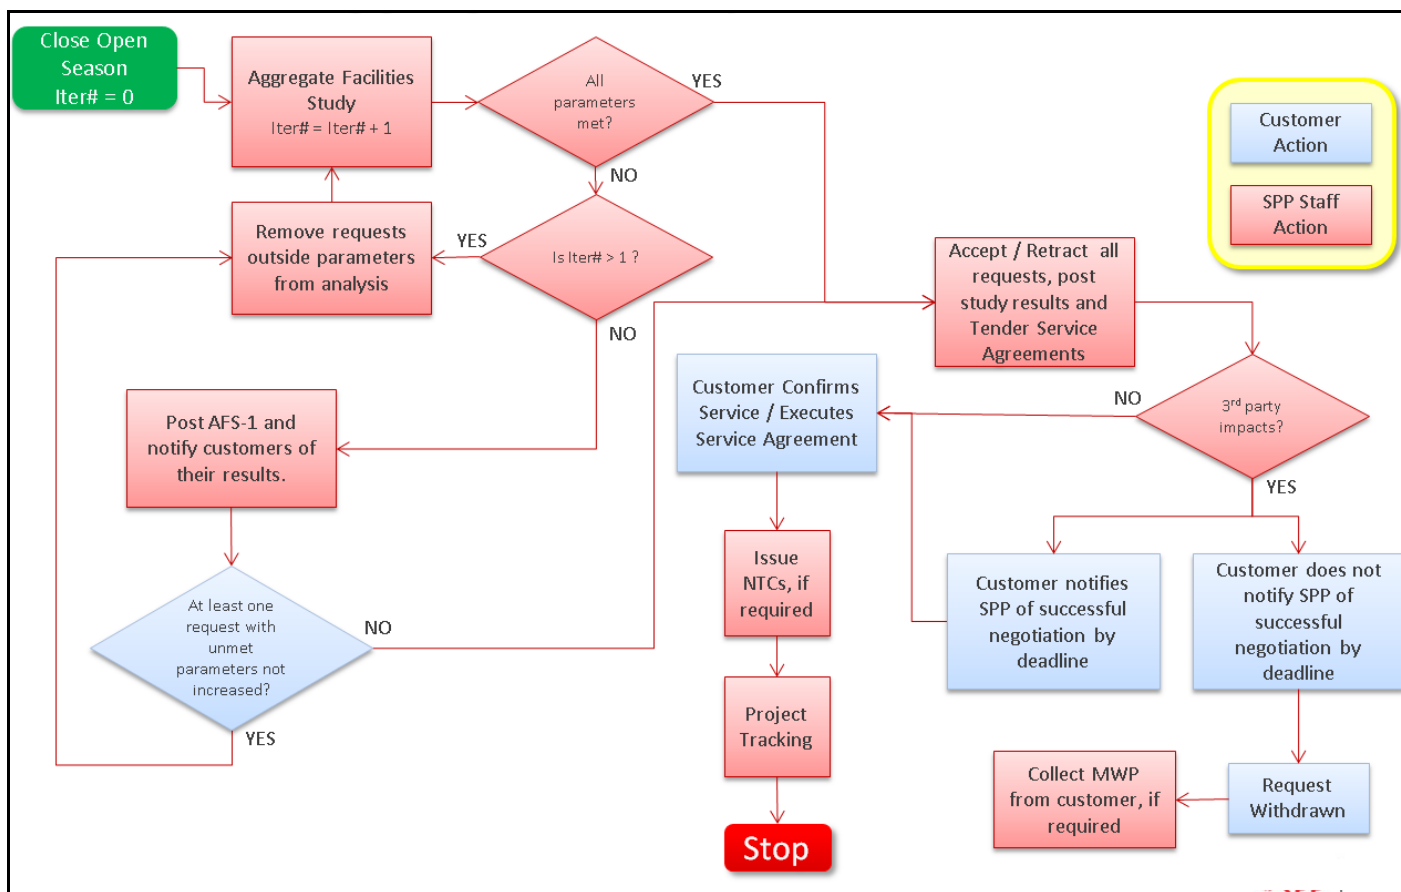 Close Open
Season
Iter# = 0
Aggregate Facilities
Study
Iter# = Iter# + 1
All
parameters
met?
YES
NO
Customer
Action
SPP Staff
Action
Remove requests
outside parameters
from analysis
YES
Is Iter# > 1 ?
NO
Accept / Retract all
requests, post
study results and
Tender Service
Agreements
Customer Confirms
Service / Executes
Service Agreement
NO
3rd party
impacts?
YES
Post AFS-1 and
notify customers of
their results.
Issue
NTCs, if
required
Customer notifies
SPP of successful
negotiation by
deadline
Customer does not
notify SPP of
successful
negotiation by
deadline
At least one
request with
unmet
parameters not
increased?
NO
YES
Project
Tracking
Collect MWP
from customer, if
required
Request
Withdrawn
Stop